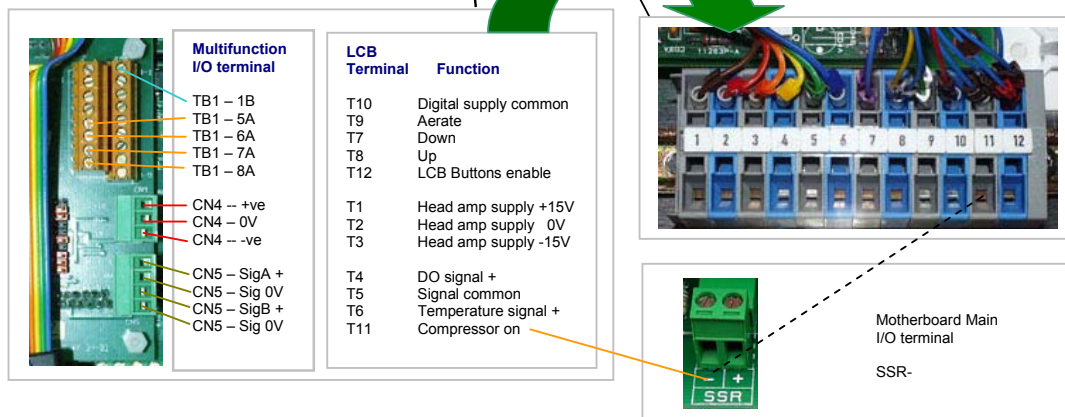 Multifunction
I/O terminal
TB1 – 1B
TB1 – 5A
TB1 – 6A
TB1 – 7A
TB1 – 8A
CN4 -- +ve
CN4 – 0V
CN4 -- -ve
CN5 – SigA +
CN5 – Sig 0V
CN5 – SigB +
CN5 – Sig 0V
LCB
Terminal Function
T10 Digital supply common
T9 Aerate
T7 Down
T8 Up
T12 LCB Buttons enable
T1 Head amp supply +15V
T2 Head amp supply 0V
T3 Head amp supply -15V
T4 DO signal +
T5 Signal common
T6 Temperature signal +
T11 Compressor on
11263P-A
1 2 3 4 5 6 7 8 9 10 11 12
- +
SSR
Motherboard Main
I/O terminal
SSR-